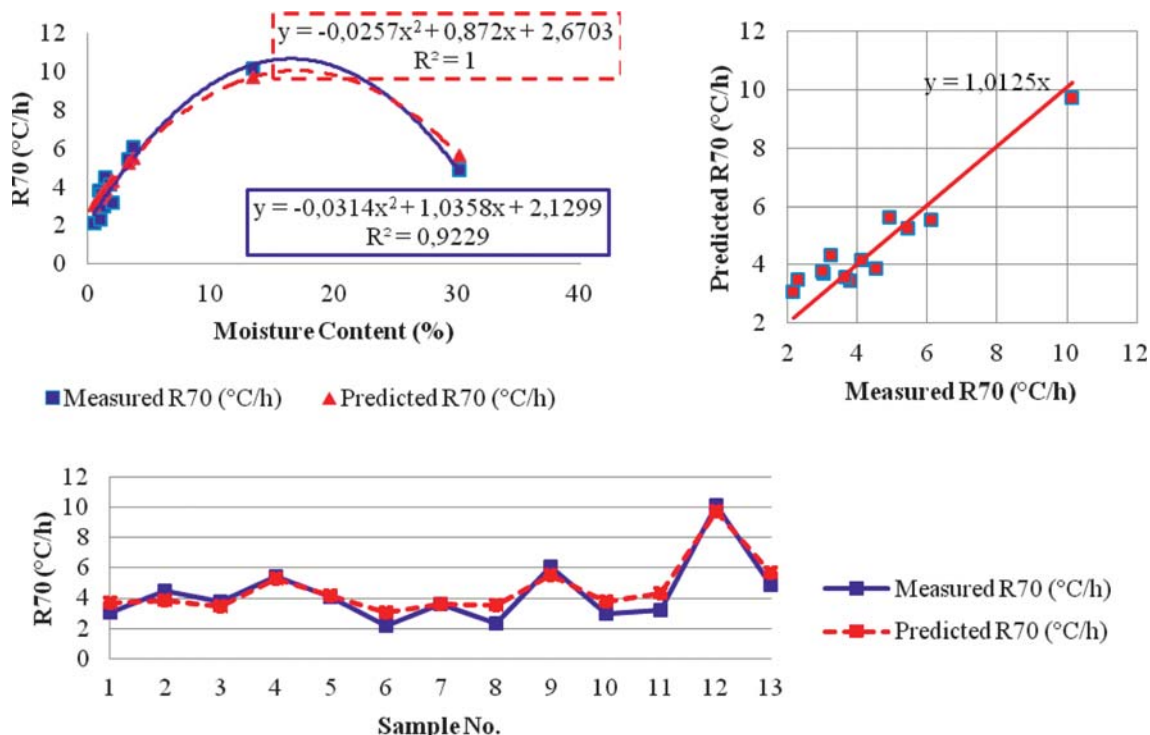 y = -0,0257x² + 0,872x + 2,6703
R² = 1
12
10
8
6
4
2
0
R70 (°C/h)
y = -0,0314x² + 1,0358x + 2,1299
R² = 0,9229
0 10 20 30 40
Moisture Content (%)
Measured R70 (°C/h) Predicted R70 (°C/h)
12
10
8
6
4
2
Predicted R70 (°C/h)
y = 1,0125x
2 4 6 8 10 12
Measured R70 (°C/h)
12
10
8
6
4
2
0
R70 (°C/h)
1 2 3 4 5 6 7 8 9 10 11 12 13
Sample No.
Measured R70 (°C/h)
Predicted R70 (°C/h)